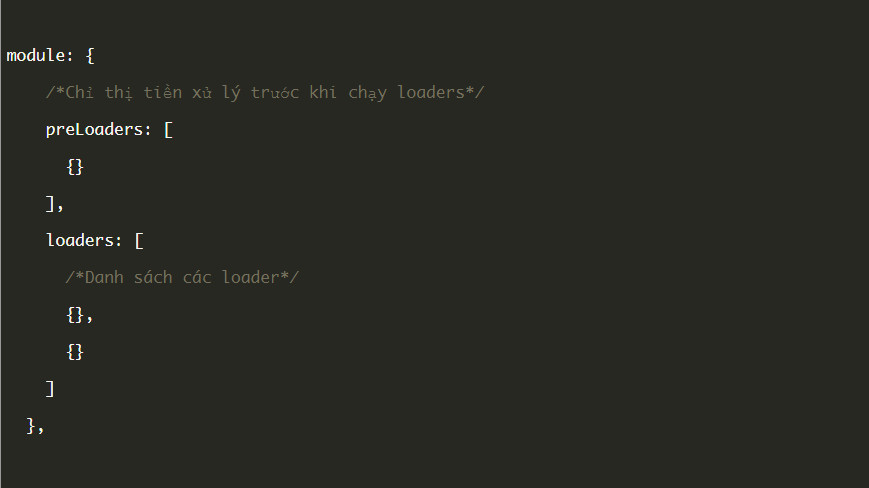 module: {
/*Chỉ thị tiền xử lý trước khi chạy loaders*/
preLoaders: [
{}
],
loaders: [
/*Danh sách các loader*/
{},
{}
]
},